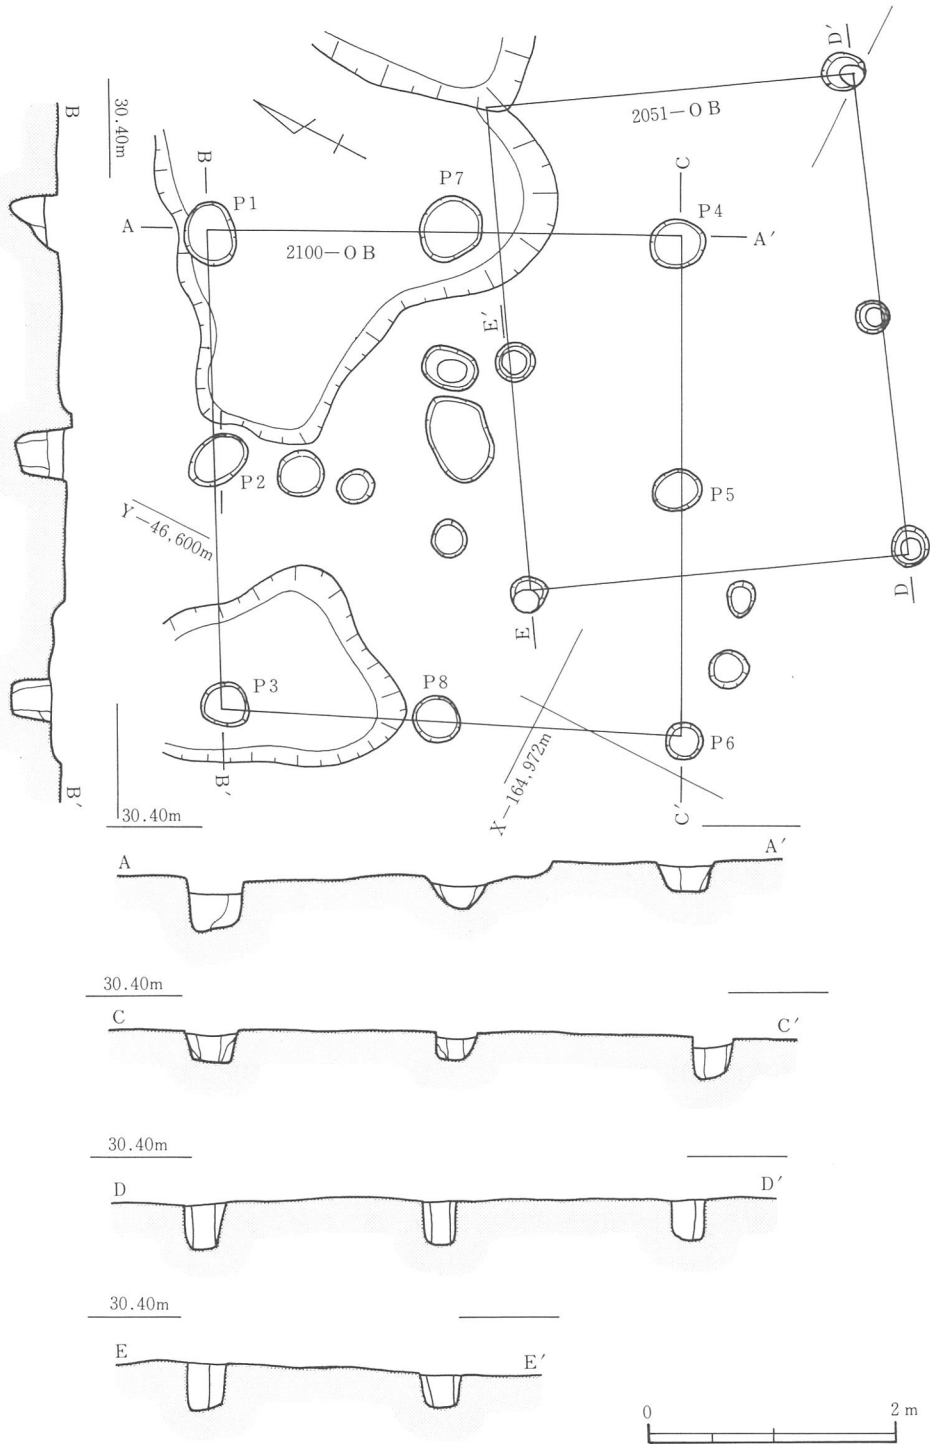 D′
2051－OB
B
30.40m
B
C
P7
P1
P4
A
A′
2100－OB
E′
P2
P5
Y－46,600m
D
E
P3
P8
P6
B′
X－164,972m
C′
B′
30.40m
A
A′
30.40m
C
C′
30.40m
D
D′
30.40m
E
E′
0
2 m